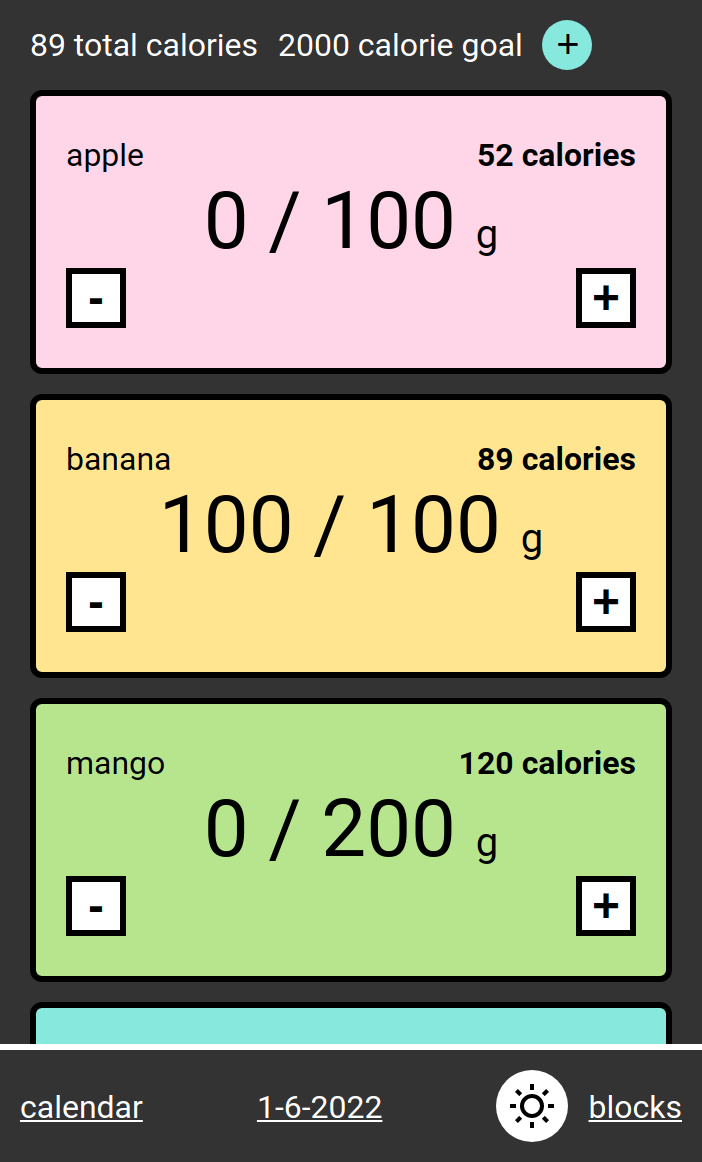 89 total calories 2000 calorie goal +
apple 52 calories
0 / 100 g
- +
banana 89 calories
100 / 100 g
- +
mango 120 calories
0 / 200 g
- +
calendar 1-6-2022 blocks